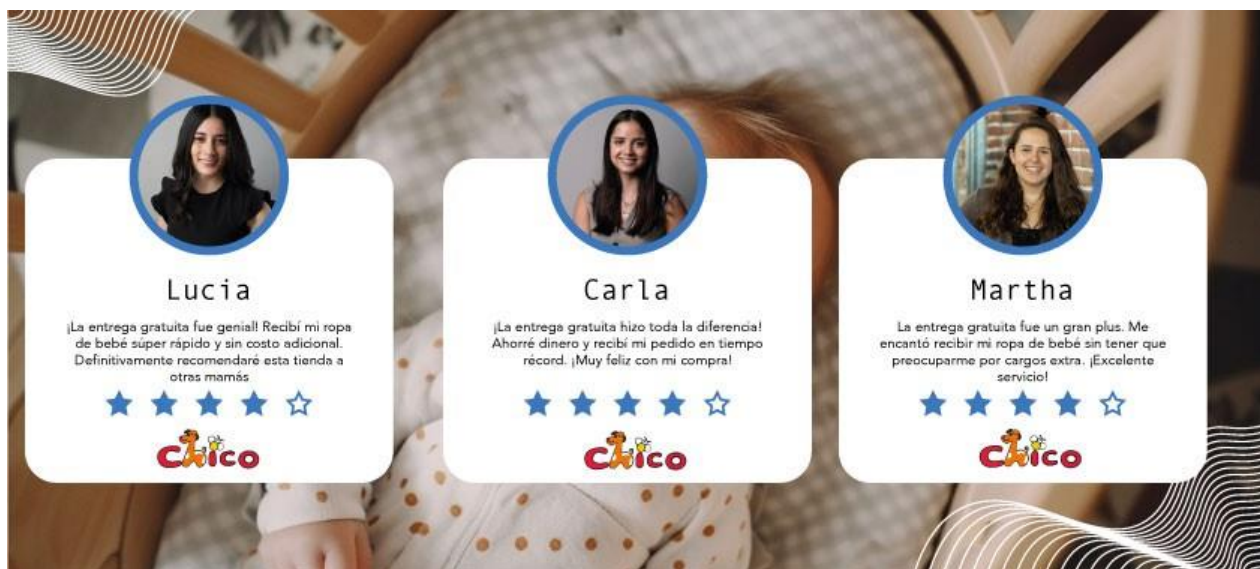 Lucia
¡La entrega gratuita fue genial! Recibí mi ropa
de bebé súper rápido y sin costo adicional.
Definitivamente recomendaré esta tienda a
otras mamás
Chico
Carla
¡La entrega gratuita hizo toda la diferencia!
Ahorré dinero y recibí mi pedido en tiempo
récord. ¡Muy feliz con mi compra!
Chico
Martha
La entrega gratuita fue un gran plus. Me
encantó recibir mi ropa de bebé sin tener que
preocuparme por cargos extra. ¡Excelente
servicio!
Chico